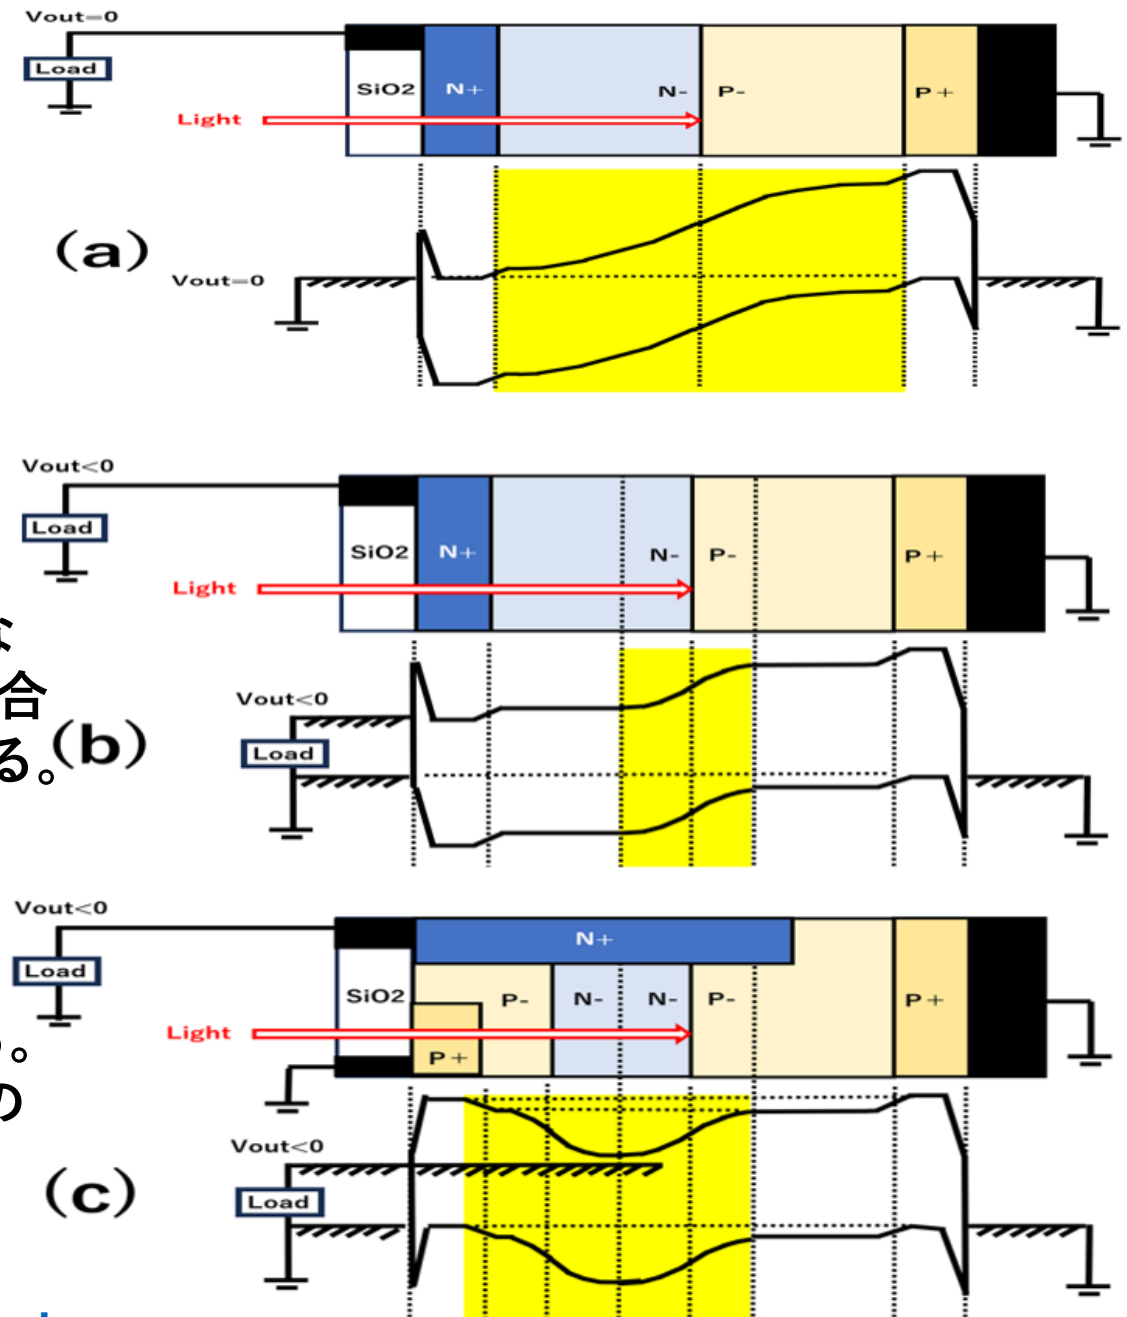 Vout=0
Load
SiO2 N+ N- P- P+
Light
(a)
Vout=0
Vout<0
Load
SiO2 N+ N- P- P+
Light
な
合
Vout<0
(b)
Load
る。
Vout<0
N+
Load
SiO2 P- N- N- P- P+
Light
P+
の
Vout<0
(c)
Load